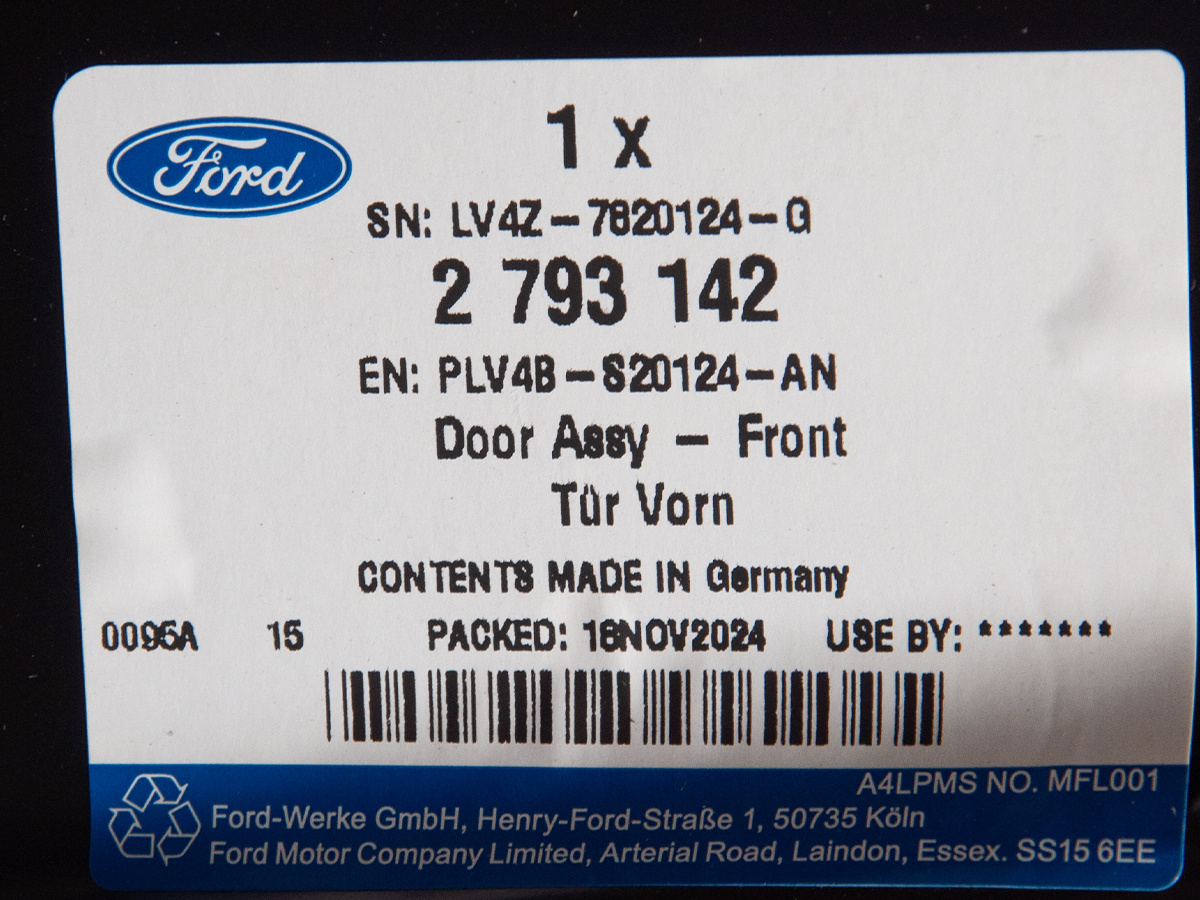 Ford
1 x
SN: LV4Z-7820124-G
2 793 142
EN: PLV4B-S20124-AN
Door Assy - Front
Tür Vorn
CONTENTS MADE IN Germany
0095A 15 PACKED: 18NOV2024 USE BY: *******
A4LPMS NO. MFL001
Ford-Werke GmbH, Henry-Ford-Straße 1, 50735 Köln
Ford Motor Company Limited, Arterial Road, Laindon, Essex. SS15 6EE